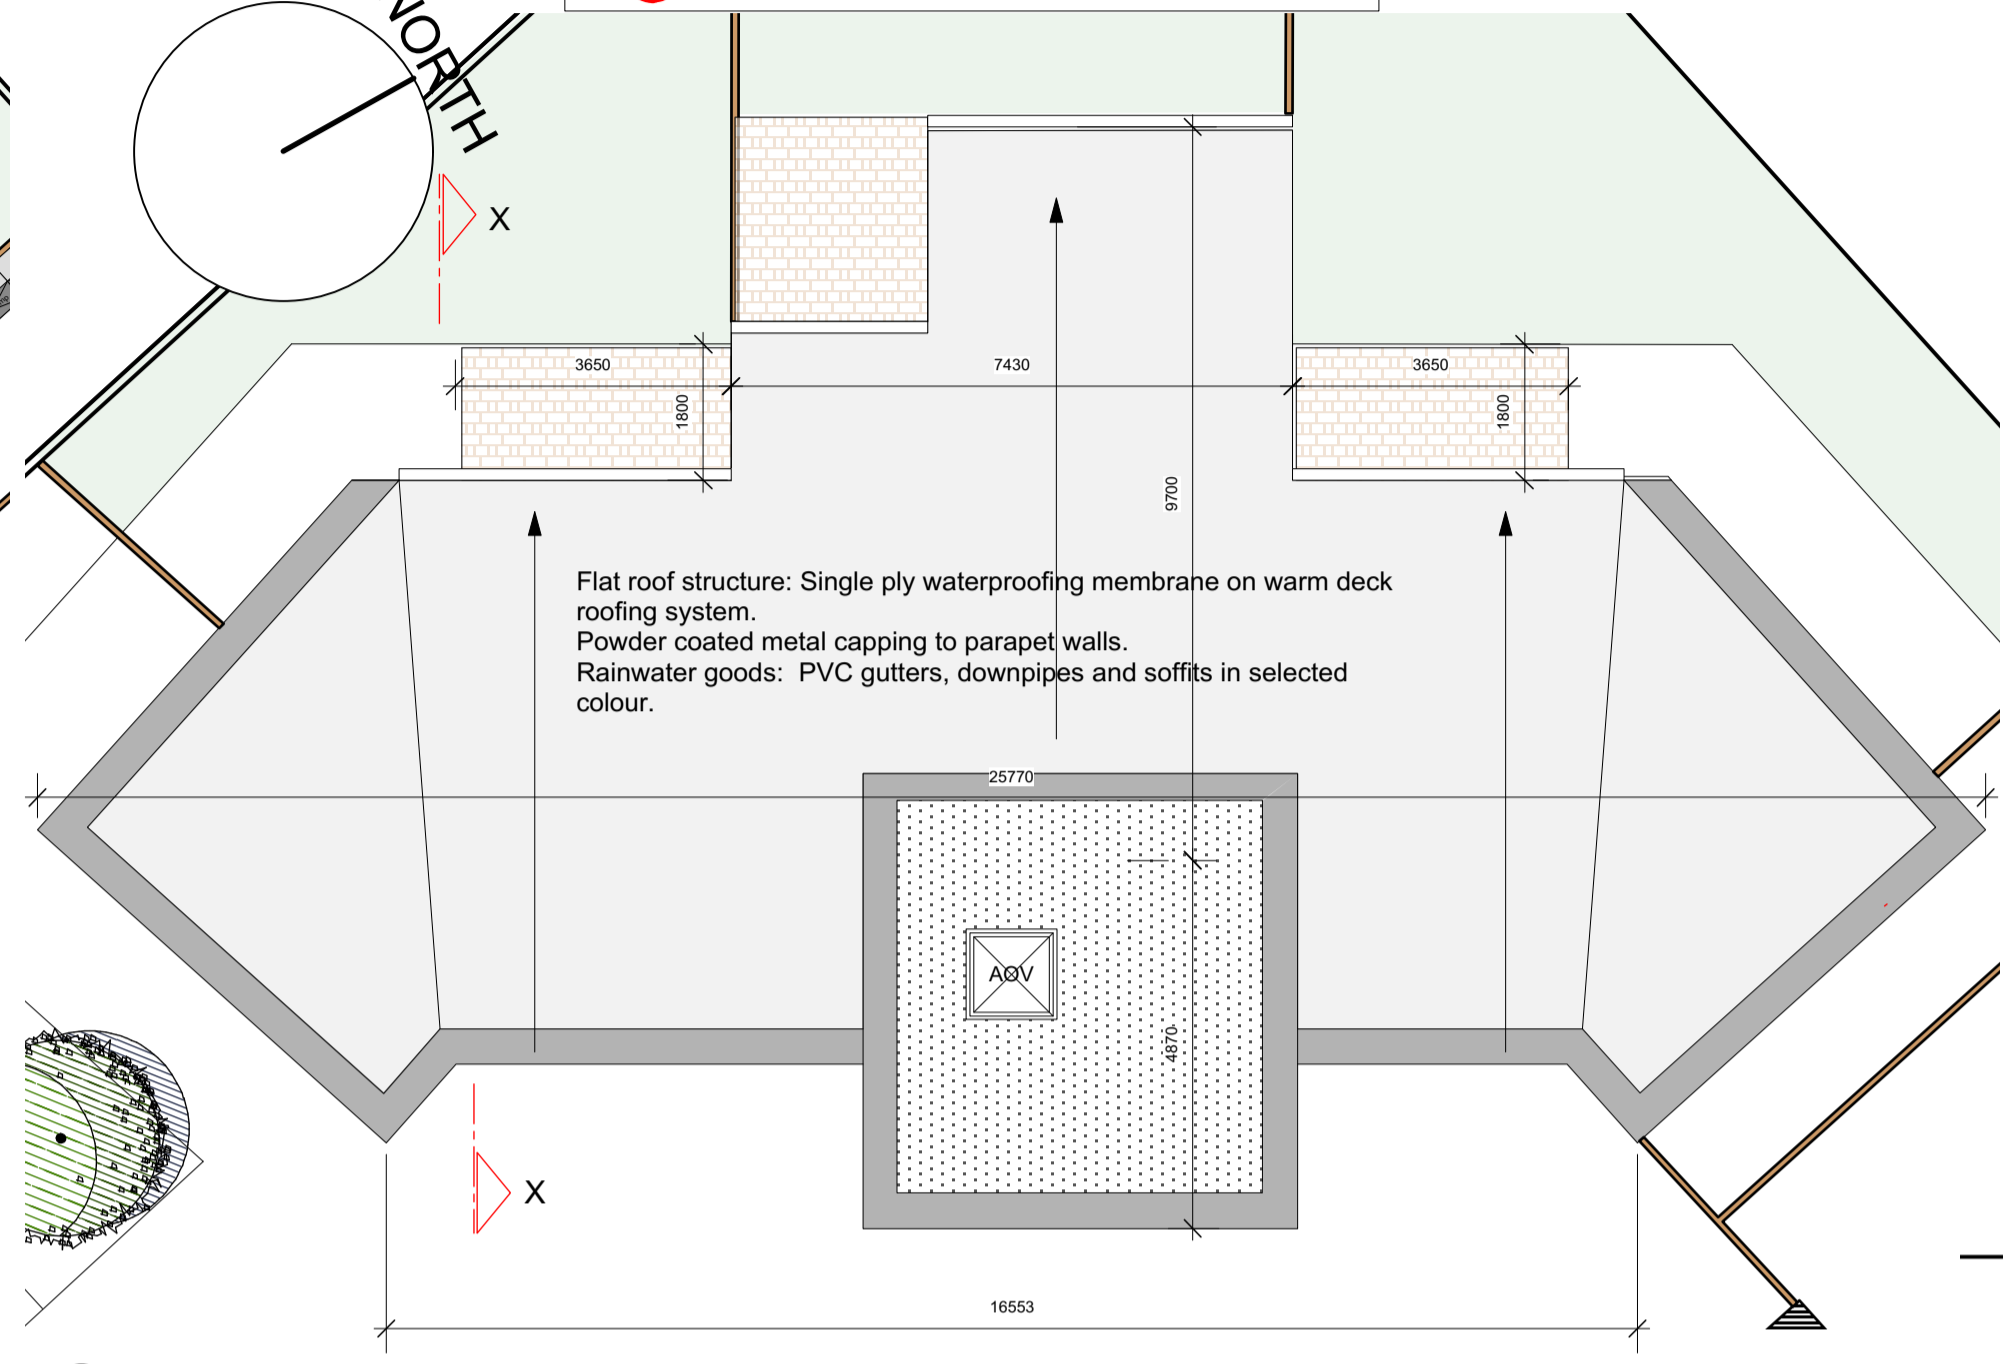 NORTH
X
3650
7430
3650
1800
1800
9700
Flat roof structure: Single ply waterproofing membrane on warm deck
roofing system.
Powder coated metal capping to parapet walls.
Rainwater goods:  PVC gutters, downpipes and soffits in selected
colour.
25770
AOV
4870
X
16553